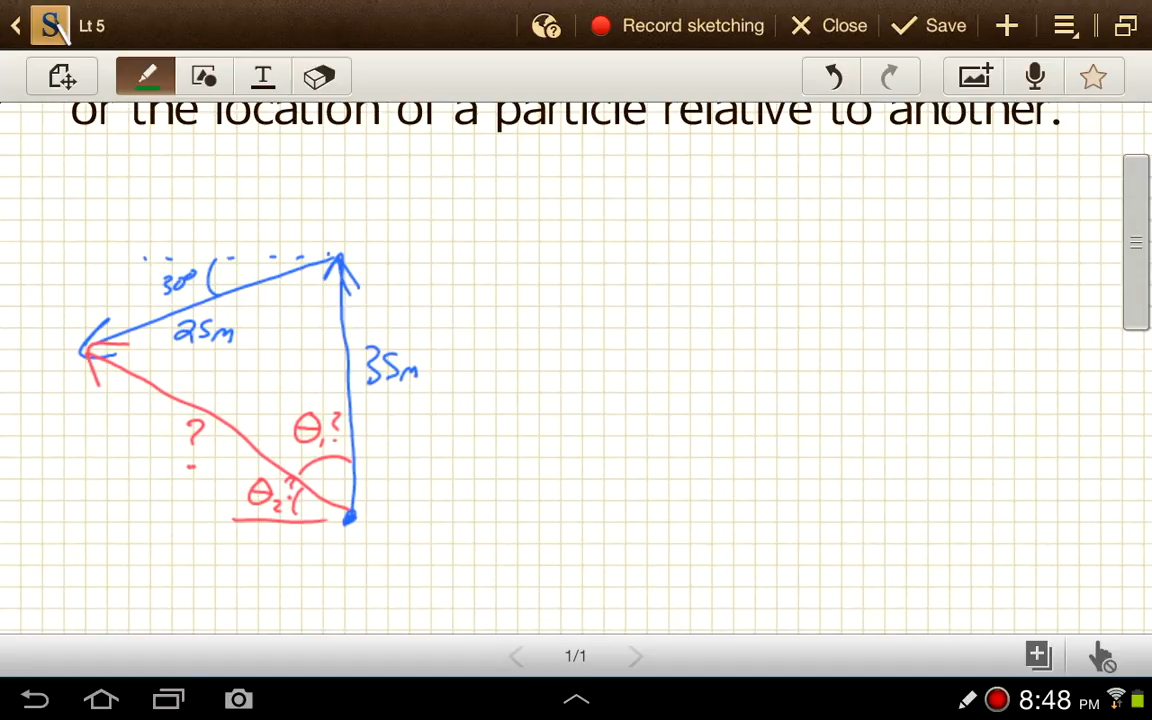 S Lt 5 Record sketching Close Save
T
or the location of a particle relative to another.
30°
25m
35m
?
θ₁?
θ₂?
1/1
8:48 PM